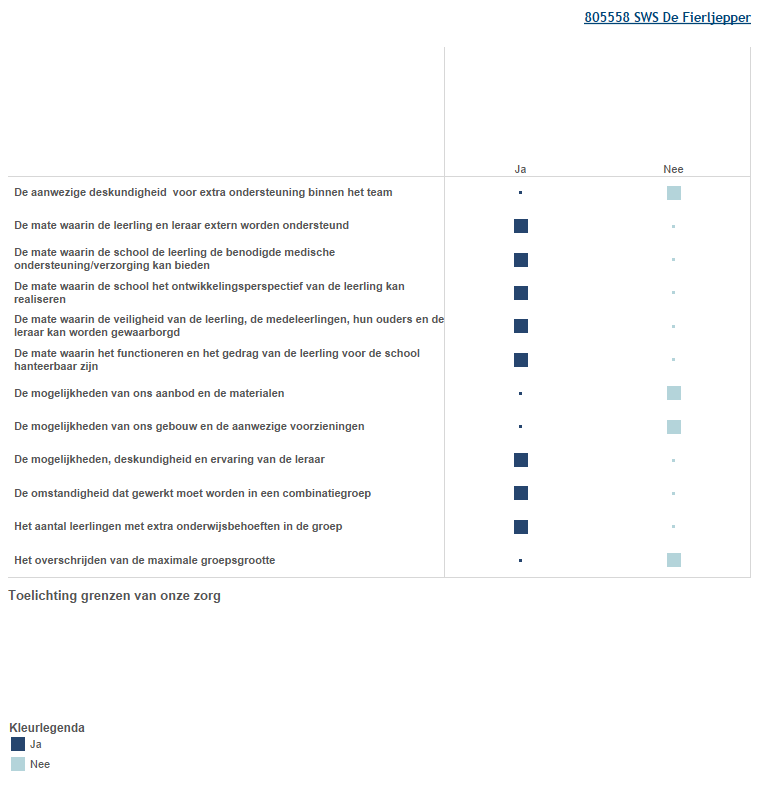 805558 SWS De Fierljepper
Ja Nee
De aanwezige deskundigheid  voor extra ondersteuning binnen het team
De mate waarin de leerling en leraar extern worden ondersteund
De mate waarin de school de leerling de benodigde medische
ondersteuning/verzorging kan bieden
De mate waarin de school het ontwikkelingsperspectief van de leerling kan
realiseren
De mate waarin de veiligheid van de leerling, de medeleerlingen, hun ouders en de
leraar kan worden gewaarborgd
De mate waarin het functioneren en het gedrag van de leerling voor de school
hanteerbaar zijn
De mogelijkheden van ons aanbod en de materialen
De mogelijkheden van ons gebouw en de aanwezige voorzieningen
De mogelijkheden, deskundigheid en ervaring van de leraar
De omstandigheid dat gewerkt moet worden in een combinatiegroep
Het aantal leerlingen met extra onderwijsbehoeften in de groep
Het overschrijden van de maximale groepsgrootte
Toelichting grenzen van onze zorg
Kleurlegenda
Ja
Nee